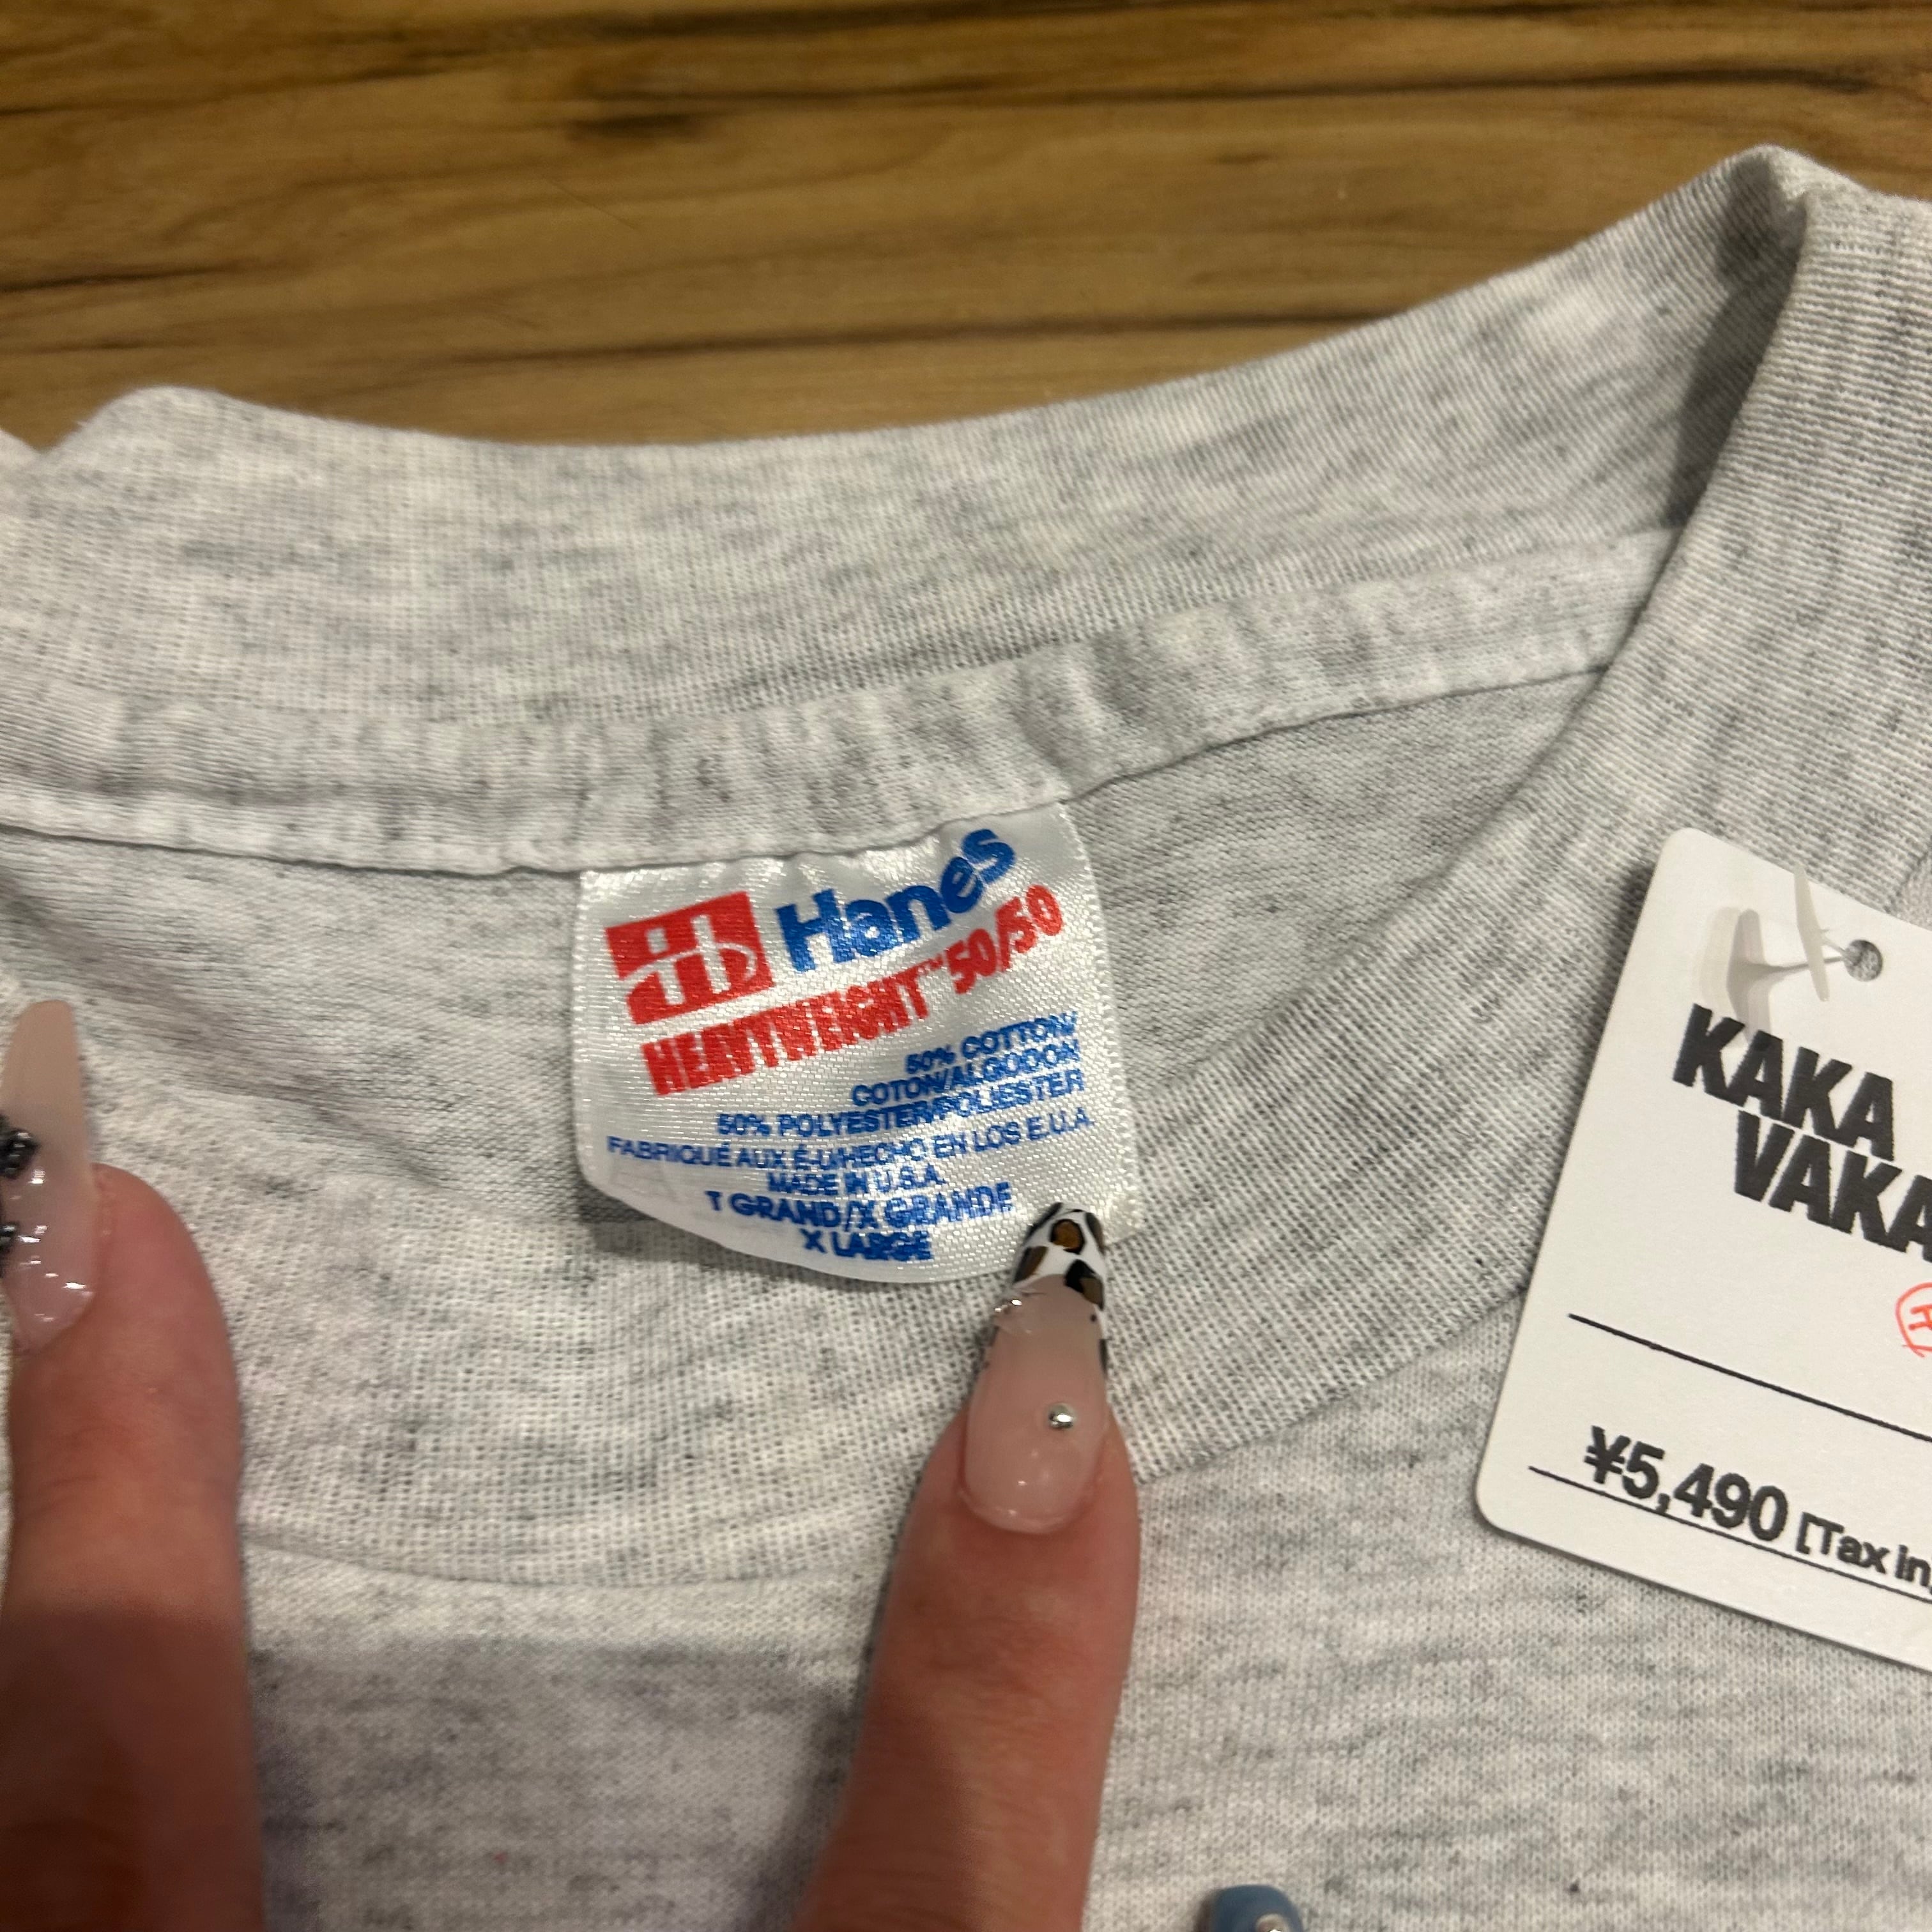 Hanes
HEAVYWEIGHT™ 50/50
50% COTTON/
COTON/ALGODON
50% POLYESTER/POLIESTER
FABRIQUÉ AUX É-U/HECHO EN LOS E.U.A.
MADE IN U.S.A.
T GRAND/X GRANDE
X LARGE
KAKA
VAKA
¥5,490 [Tax in